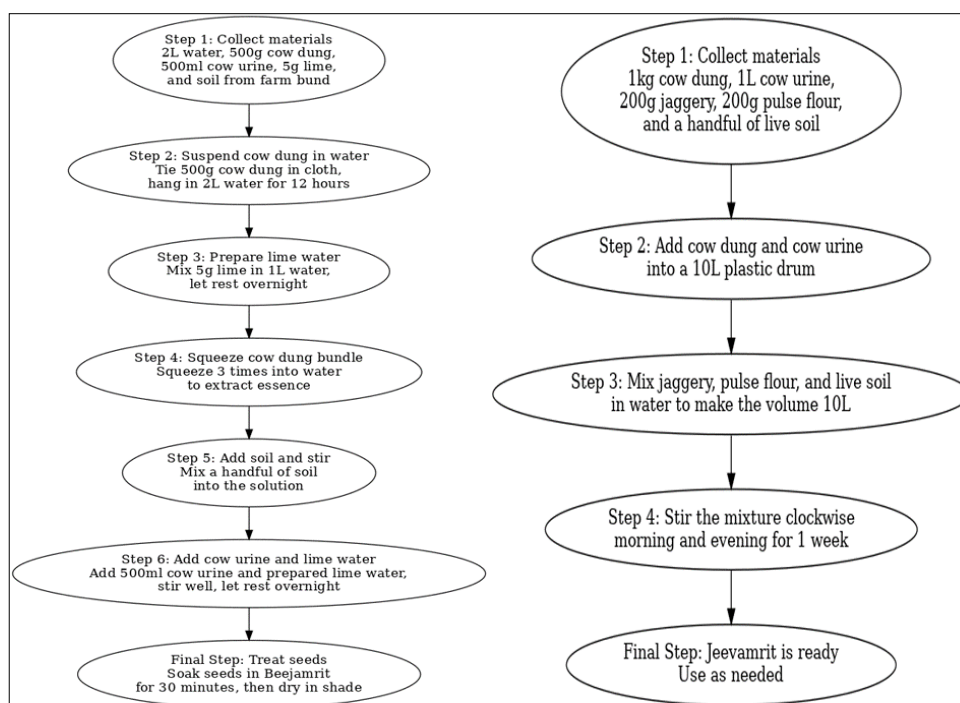 Step 1: Collect materials
2L water, 500g cow dung,
500ml cow urine, 5g lime,
and soil from farm bund
Step 2: Suspend cow dung in water
Tie 500g cow dung in cloth,
hang in 2L water for 12 hours
Step 3: Prepare lime water
Mix 5g lime in 1L water,
let rest overnight
Step 4: Squeeze cow dung bundle
Squeeze 3 times into water
to extract essence
Step 5: Add soil and stir
Mix a handful of soil
into the solution
Step 6: Add cow urine and lime water
Add 500ml cow urine and prepared lime water,
stir well, let rest overnight
Final Step: Treat seeds
Soak seeds in Beejamrit
for 30 minutes, then dry in shade
Step 1: Collect materials
1kg cow dung, 1L cow urine,
200g jaggery, 200g pulse flour,
and a handful of live soil
Step 2: Add cow dung and cow urine
into a 10L plastic drum
Step 3: Mix jaggery, pulse flour, and live soil
in water to make the volume 10L
Step 4: Stir the mixture clockwise
morning and evening for 1 week
Final Step: Jeevamrit is ready
Use as needed